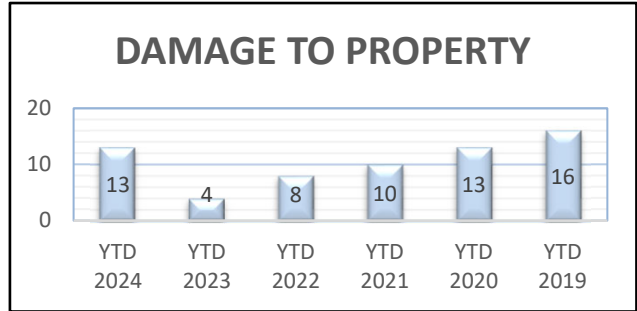 DAMAGE TO PROPERTY
20
10
0
13
4
8
10
13
16
YTD 2024
YTD 2023
YTD 2022
YTD 2021
YTD 2020
YTD 2019